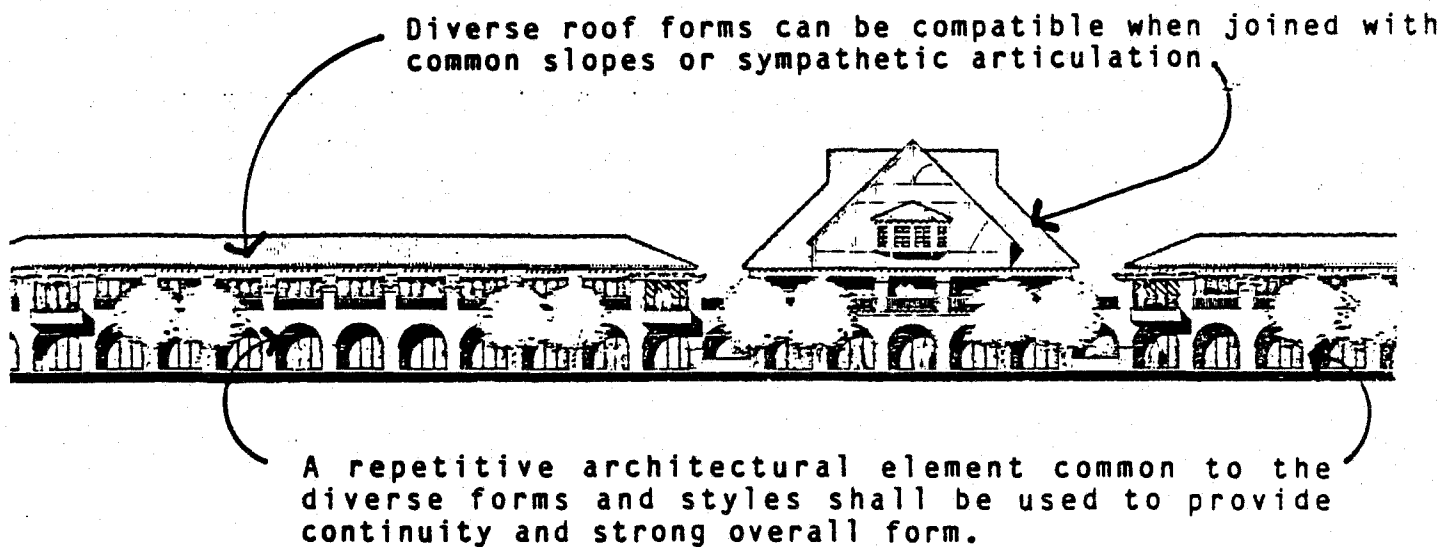 Diverse roof forms can be compatible when joined with
common slopes or sympathetic articulation.
A repetitive architectural element common to the
diverse forms and styles shall be used to provide
continuity and strong overall form.